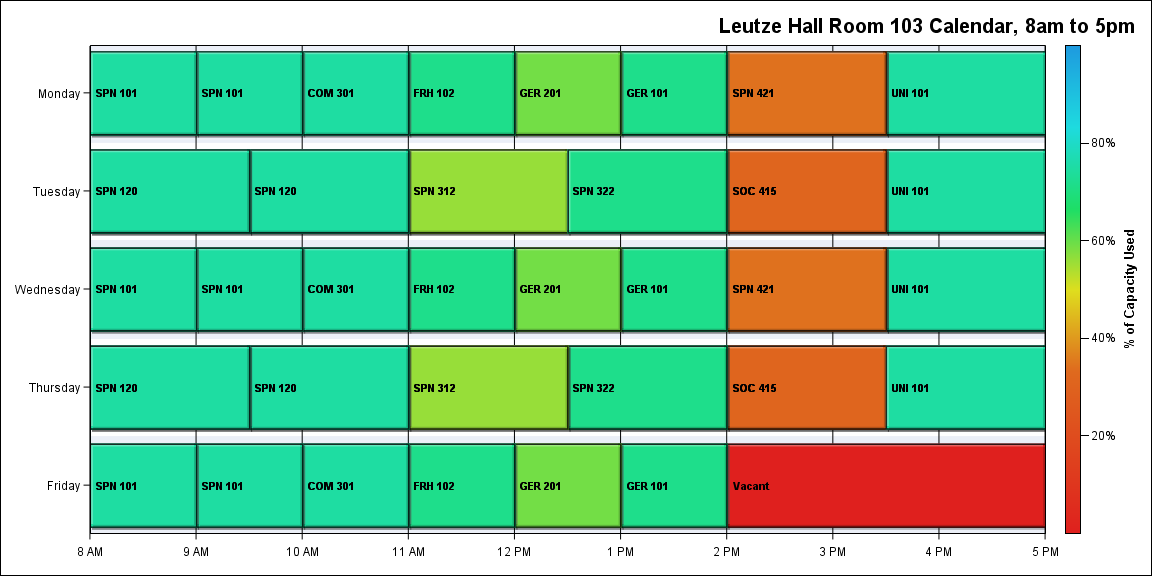 Leutze Hall Room 103 Calendar, 8am to 5pm
Monday
SPN 101
SPN 101
COM 301
FRH 102
GER 201
GER 101
SPN 421
UNI 101
Tuesday
SPN 120
SPN 120
SPN 312
SPN 322
SOC 415
UNI 101
Wednesday
SPN 101
SPN 101
COM 301
FRH 102
GER 201
GER 101
SPN 421
UNI 101
Thursday
SPN 120
SPN 120
SPN 312
SPN 322
SOC 415
UNI 101
Friday
SPN 101
SPN 101
COM 301
FRH 102
GER 201
GER 101
Vacant
8 AM
9 AM
10 AM
11 AM
12 PM
1 PM
2 PM
3 PM
4 PM
5 PM
80%
60%
40%
20%
% of Capacity Used